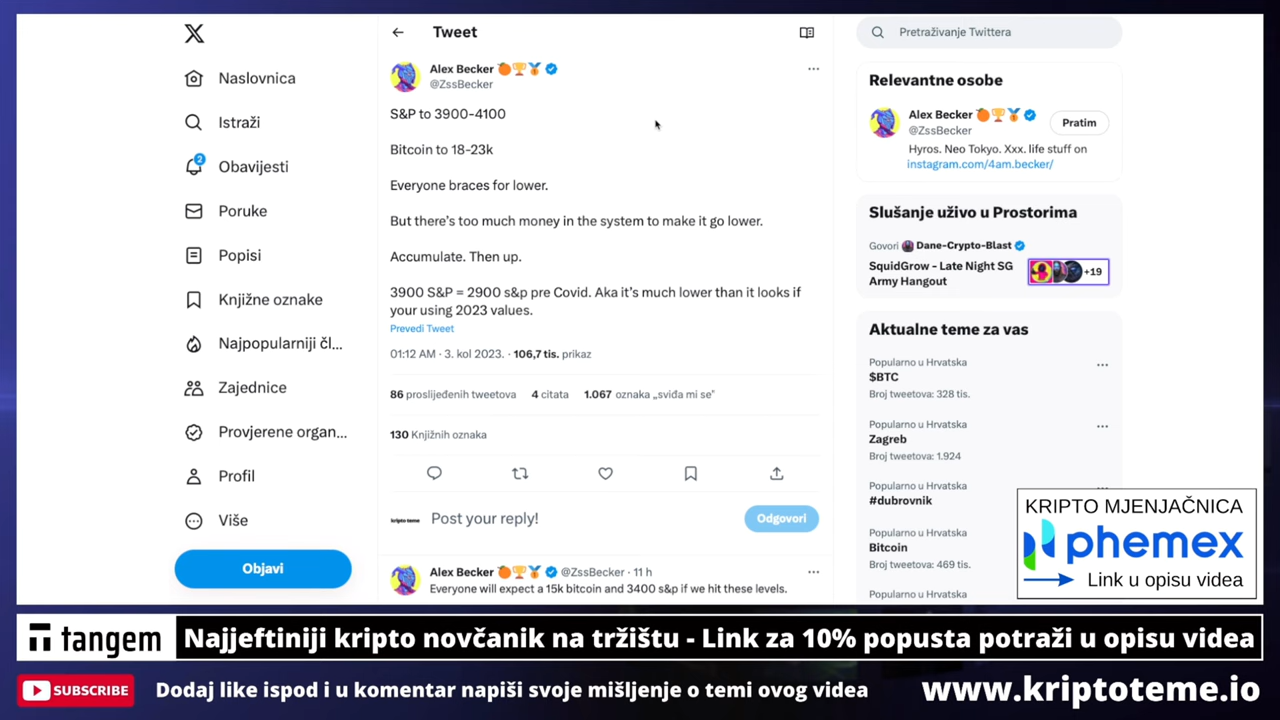 Naslovnica
Istraži
2
Obavijesti
Poruke
Popisi
Knjižne oznake
Najpopularniji čl...
Zajednice
Provjerene organ...
Profil
Više
Objavi
Tweet
Alex Becker
@ZssBecker
S&P to 3900-4100
Bitcoin to 18-23k
Everyone braces for lower.
But there's too much money in the system to make it go lower.
Accumulate. Then up.
3900 S&P = 2900 s&p pre Covid. Aka it's much lower than it looks if
your using 2023 values.
Prevedi Tweet
01:12 AM · 3. kol 2023. · 106,7 tis. prikaz
86 proslijeđenih tweetova 4 citata 1.067 oznaka „sviđa mi se"
130 Knjižnih oznaka
kripto teme
Post your reply!
Odgovori
Alex Becker @ZssBecker · 11 h
Everyone will expect a 15k bitcoin and 3400 s&p if we hit these levels.
Pretraživanje Twittera
Relevantne osobe
Alex Becker
@ZssBecker
Pratim
Hyros. Neo Tokyo. Xxx. life stuff on
instagram.com/4am.becker/
Slušanje uživo u Prostorima
Govori Dane-Crypto-Blast
SquidGrow - Late Night SG
Army Hangout
+19
Aktualne teme za vas
Popularno u Hrvatska
$BTC
Broj tweetova: 328 tis.
Popularno u Hrvatska
Zagreb
Broj tweetova: 1.924
Popularno u Hrvatska
#dubrovnik
Popularno u Hrvatska
Bitcoin
Broj tweetova: 469 tis.
Popularno u Hrvatska
KRIPTO MJENJAČNICA
phemex
Link u opisu videa
tangem
Najjeftiniji kripto novčanik na tržištu - Link za 10% popusta potraži u opisu videa
SUBSCRIBE
Dodaj like ispod i u komentar napiši svoje mišljenje o temi ovog videa
www.kriptoteme.io